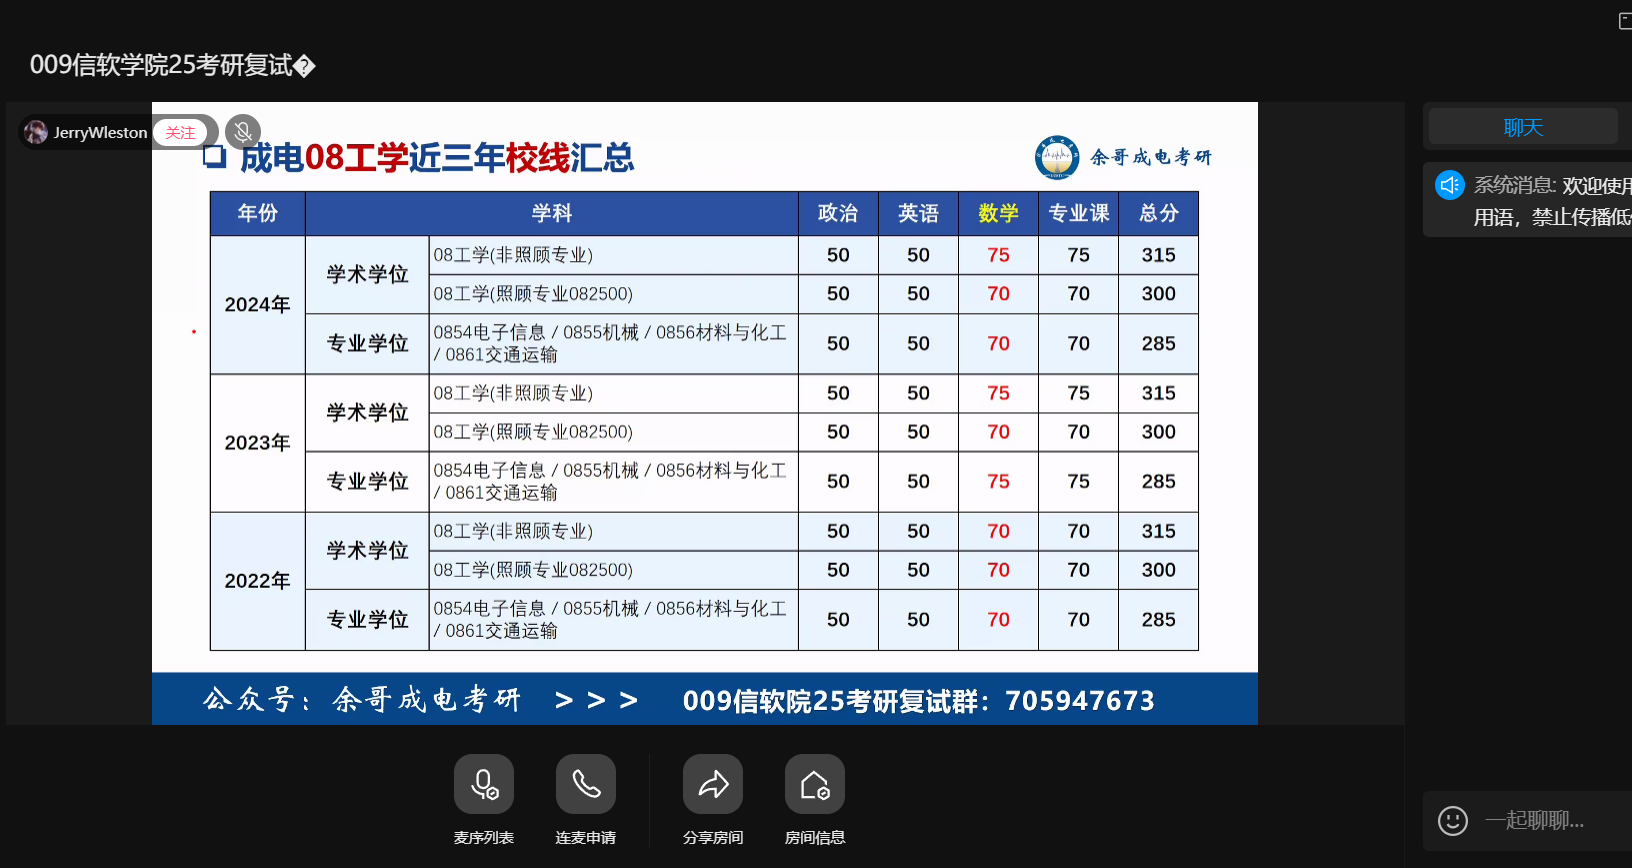 009信软学院25考研复试�
JerryWleston 关注
成电08工学近三年校线汇总
余哥成电考研
年份 学科 政治 英语 数学 专业课 总分
2024年 学术学位 08工学(非照顾专业) 50 50 75 75 315
08工学(照顾专业082500) 50 50 70 70 300
专业学位 0854电子信息 / 0855机械 / 0856材料与化工
/ 0861交通运输 50 50 70 70 285
2023年 学术学位 08工学(非照顾专业) 50 50 75 75 315
08工学(照顾专业082500) 50 50 70 70 300
专业学位 0854电子信息 / 0855机械 / 0856材料与化工
/ 0861交通运输 50 50 75 75 285
2022年 学术学位 08工学(非照顾专业) 50 50 70 70 315
08工学(照顾专业082500) 50 50 70 70 300
专业学位 0854电子信息 / 0855机械 / 0856材料与化工
/ 0861交通运输 50 50 70 70 285
公众号：余哥成电考研 > > > 009信软院25考研复试群：705947673
麦序列表 连麦申请 分享房间 房间信息
聊天
系统消息: 欢迎使用
用语，禁止传播低
一起聊聊...